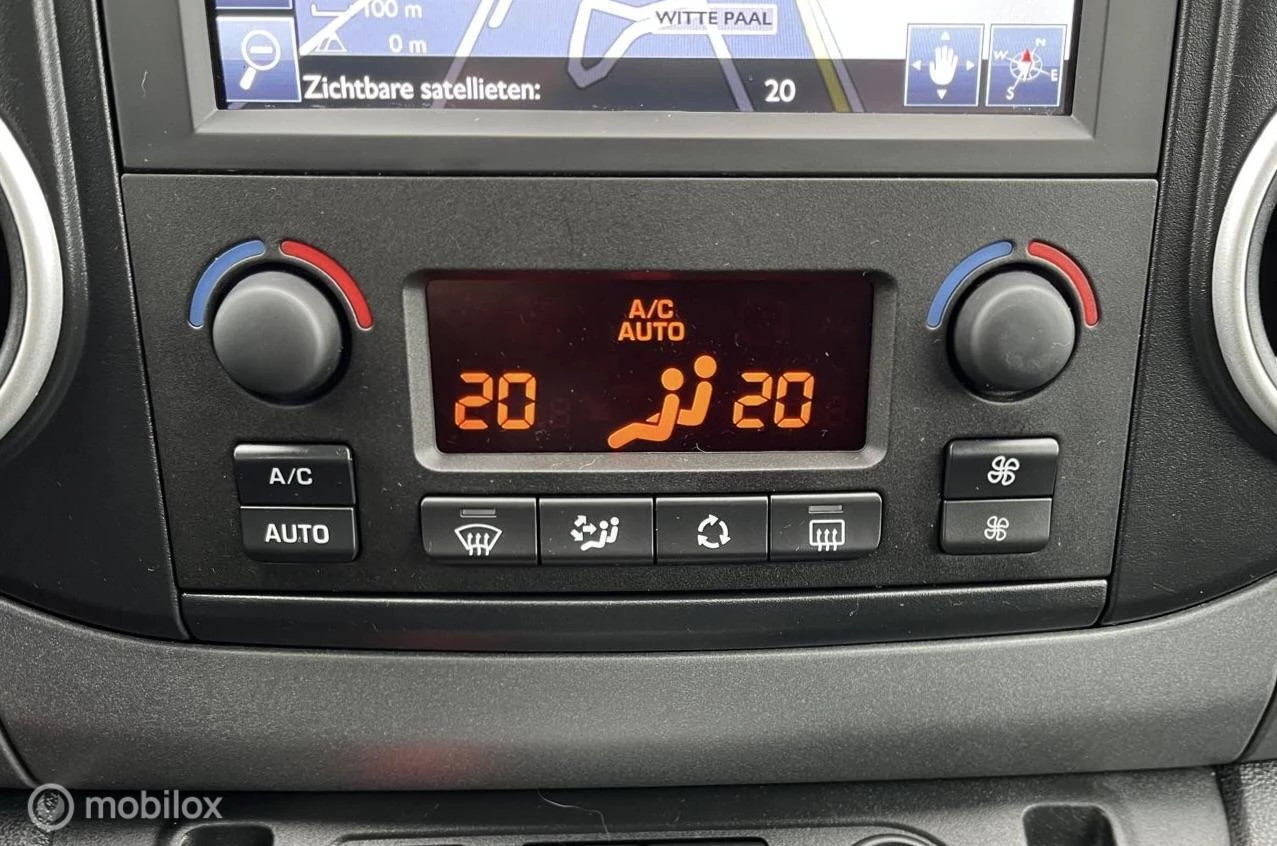 100 m
0 m
WITTE PAAL
N
W
E
S
Zichtbare satellieten: 20
A/C
AUTO
20 20
A/C
AUTO
mobilox